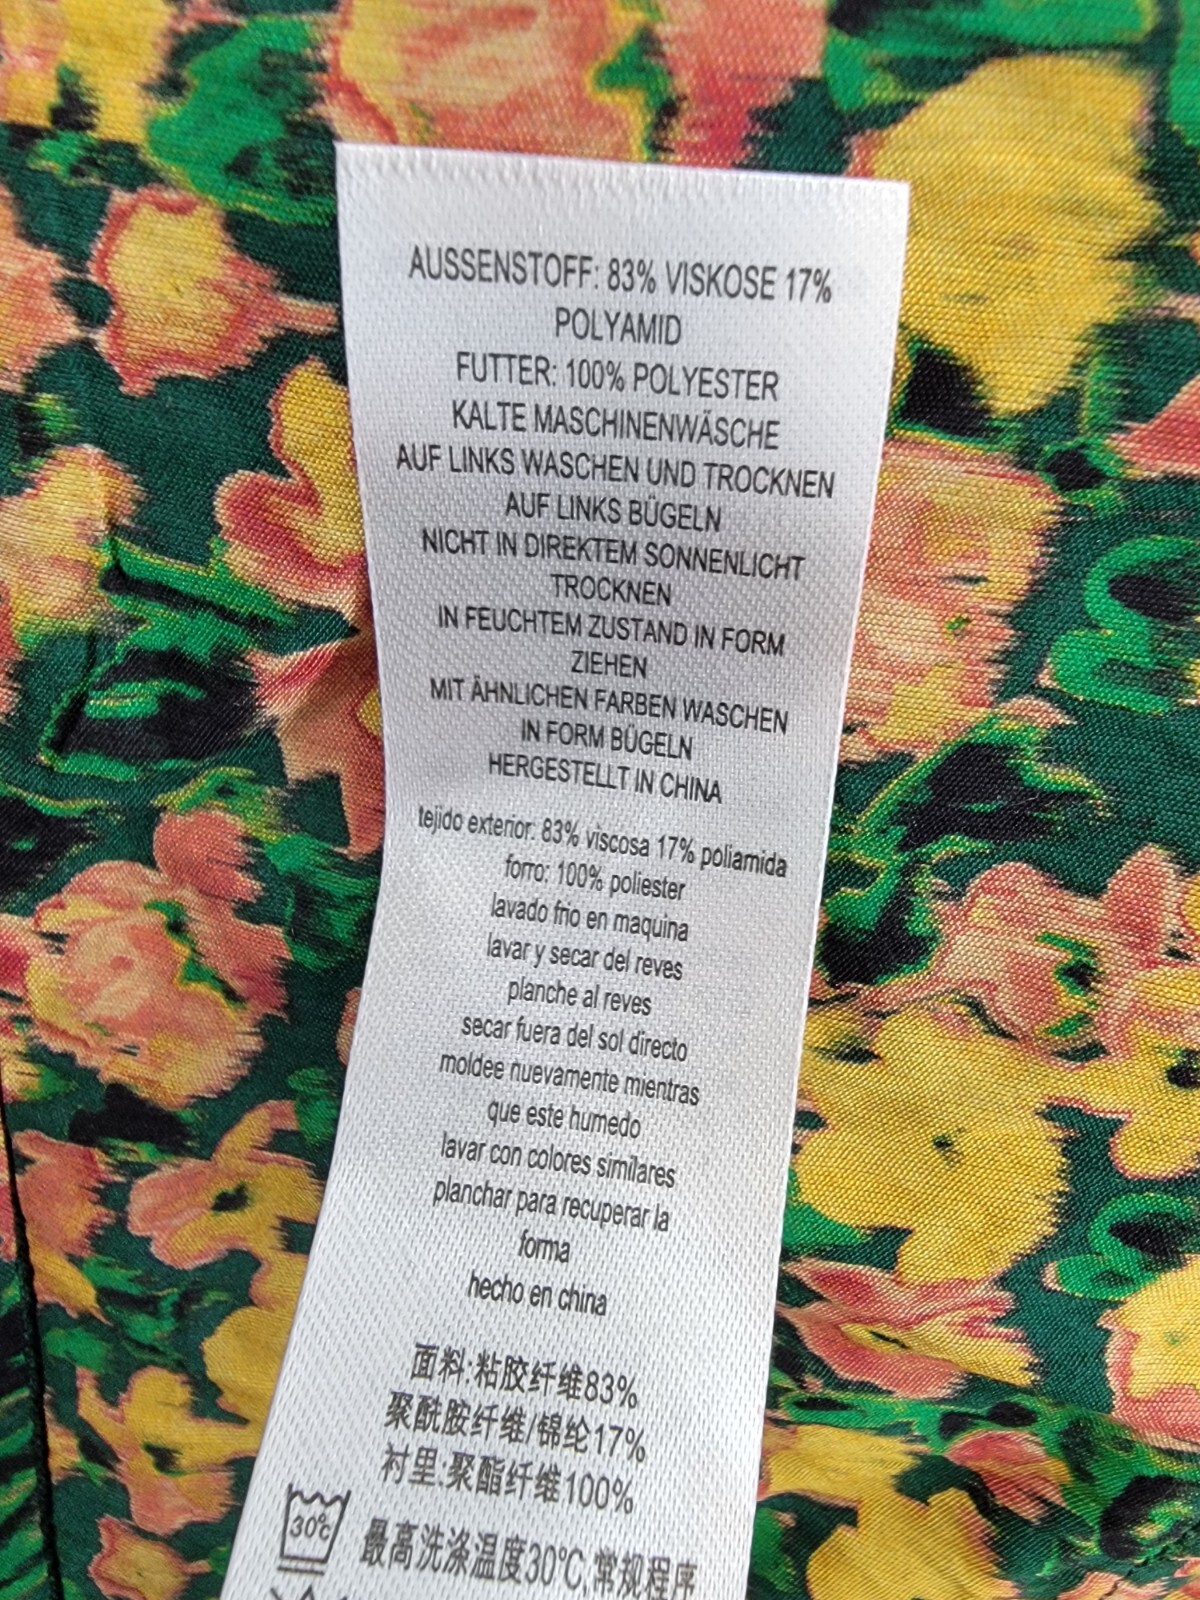 AUSSENSTOFF: 83% VISKOSE 17%
POLYAMID
FUTTER: 100% POLYESTER
KALTE MASCHINENWÄSCHE
AUF LINKS WASCHEN UND TROCKNEN
AUF LINKS BÜGELN
NICHT IN DIREKTEM SONNENLICHT
TROCKNEN
IN FEUCHTEM ZUSTAND IN FORM
ZIEHEN
MIT ÄHNLICHEN FARBEN WASCHEN
IN FORM BÜGELN
HERGESTELLT IN CHINA
tejido exterior: 83% viscosa 17% poliamida
forro: 100% poliester
lavado frio en maquina
lavar y secar del reves
planche al reves
secar fuera del sol directo
moldee nuevamente mientras
que este humedo
lavar con colores similares
planchar para recuperar la
forma
hecho en china
面料:粘胶纤维83%
聚酰胺纤维/锦纶17%
衬里:聚酯纤维100%
30℃
最高洗涤温度30℃,常规程序